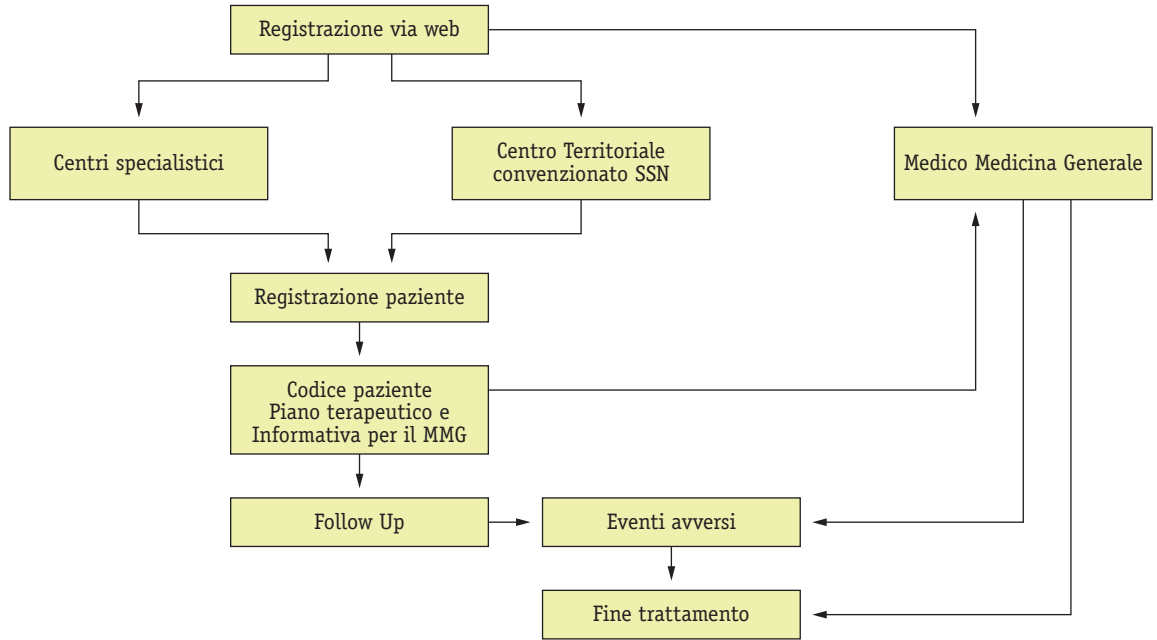 Registrazione via web
Centri specialistici
Centro Territoriale
convenzionato SSN
Medico Medicina Generale
Registrazione paziente
Codice paziente
Piano terapeutico e
Informativa per il MMG
Follow Up
Eventi avversi
Fine trattamento